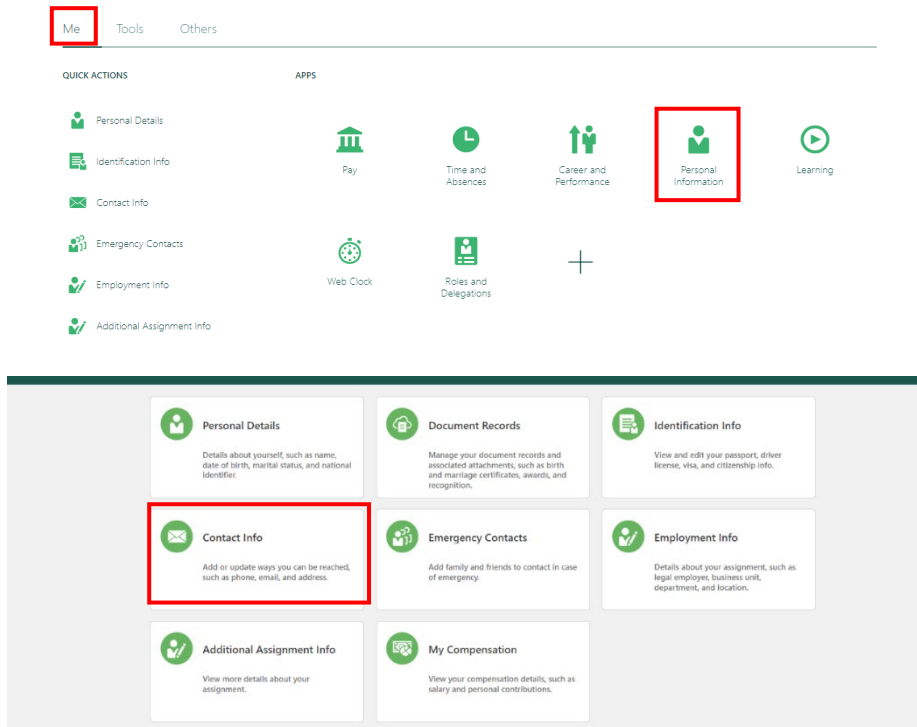 Me
Tools
Others
QUICK ACTIONS
APPS
Personal Details
Identification Info
Contact Info
Emergency Contacts
Employment Info
Additional Assignment Info
Pay
Time and
Absences
Career and
Performance
Personal
Information
Learning
Web Clock
Roles and
Delegations
Personal Details
Details about yourself, such as name,
date of birth, marital status, and national
identifier.
Document Records
Manage your document records and
associated attachments, such as birth
and marriage certificates, awards, and
recognition.
Identification Info
View and edit your passport, driver
license, visa, and citizenship info.
Contact Info
Add or update ways you can be reached,
such as phone, email, and address.
Emergency Contacts
Add family and friends to contact in case
of emergency.
Employment Info
Details about your assignment, such as
legal employer, business unit,
department, and location.
Additional Assignment Info
View more details about your
assignment.
My Compensation
View your compensation details, such as
salary and personal contributions.